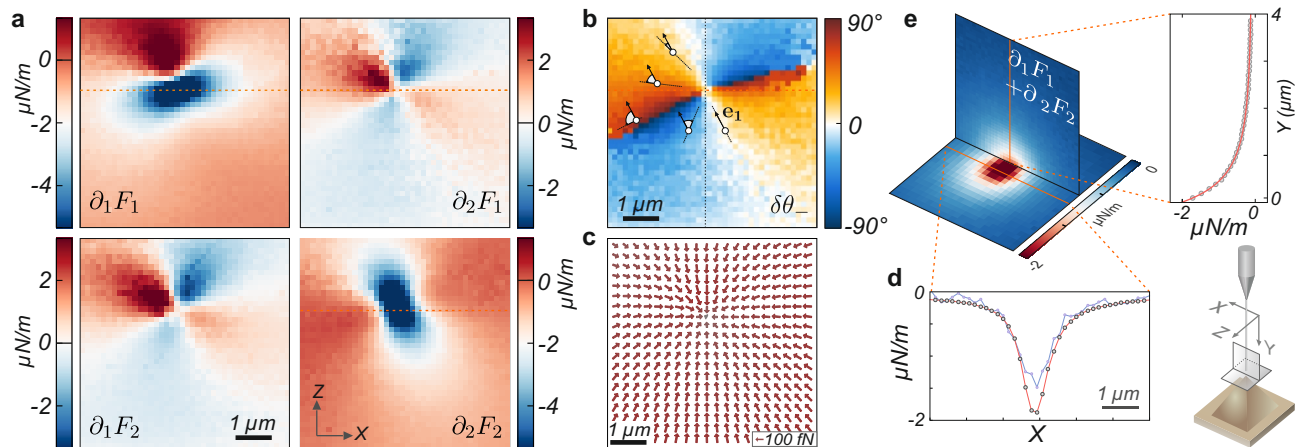 a
μN/m
0
-2
-4
∂₁F₁
2
0
-2
μN/m
∂₂F₁
μN/m
2
0
-2
∂₁F₂
1 μm
0
-2
-4
μN/m
z
x
∂₂F₂
b
90°
0
-90°
e₁
1 μm
δθ₋
c
1 μm
←100 fN
e
∂₁F₁
+∂₂F₂
0
μN/m
-2
4
Y (μm)
0
-2
0
μN/m
d
0
μN/m
-2
X
1 μm
X
Z
Y